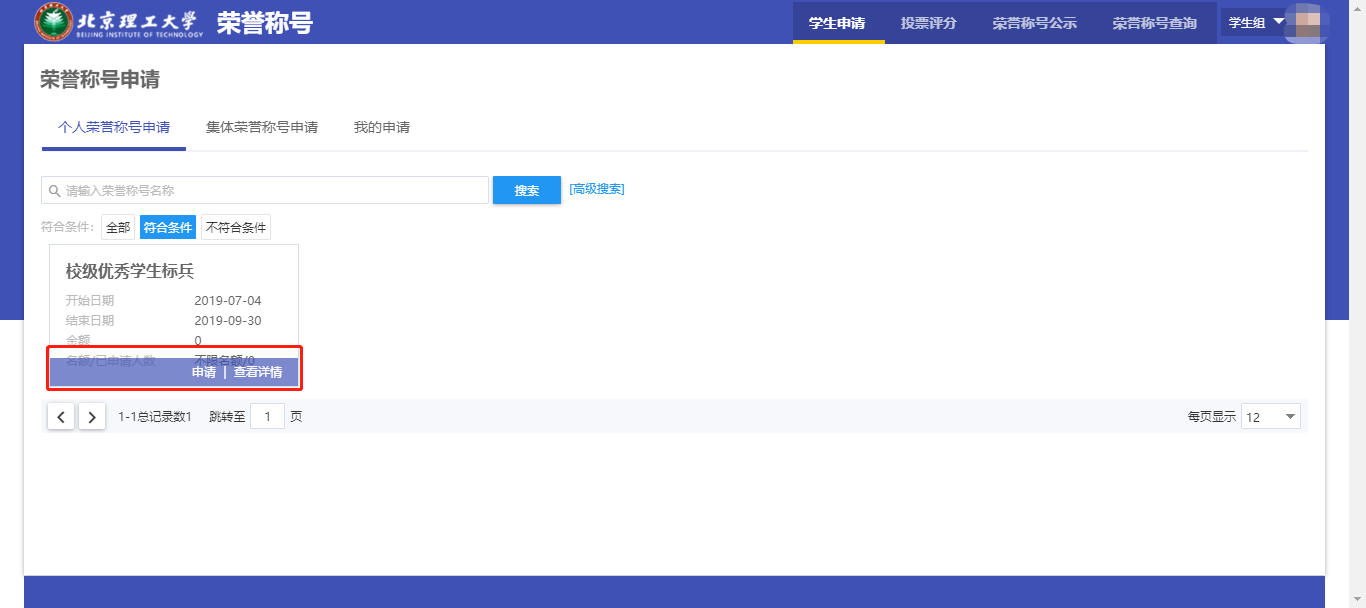 北京理工大学 荣誉称号 学生申请 投票评分 荣誉称号公示 荣誉称号查询 学生组
BEIJING INSTITUTE OF TECHNOLOGY
荣誉称号申请
个人荣誉称号申请 集体荣誉称号申请 我的申请
请输入荣誉称号名称 搜索 [高级搜索]
符合条件: 全部 符合条件 不符合条件
校级优秀学生标兵
开始日期 2019-07-04
结束日期 2019-09-30
金额 0
名额/已申请人数 不限名额/0
申请 | 查看详情
1-1总记录数1 跳转至 1 页 每页显示 12